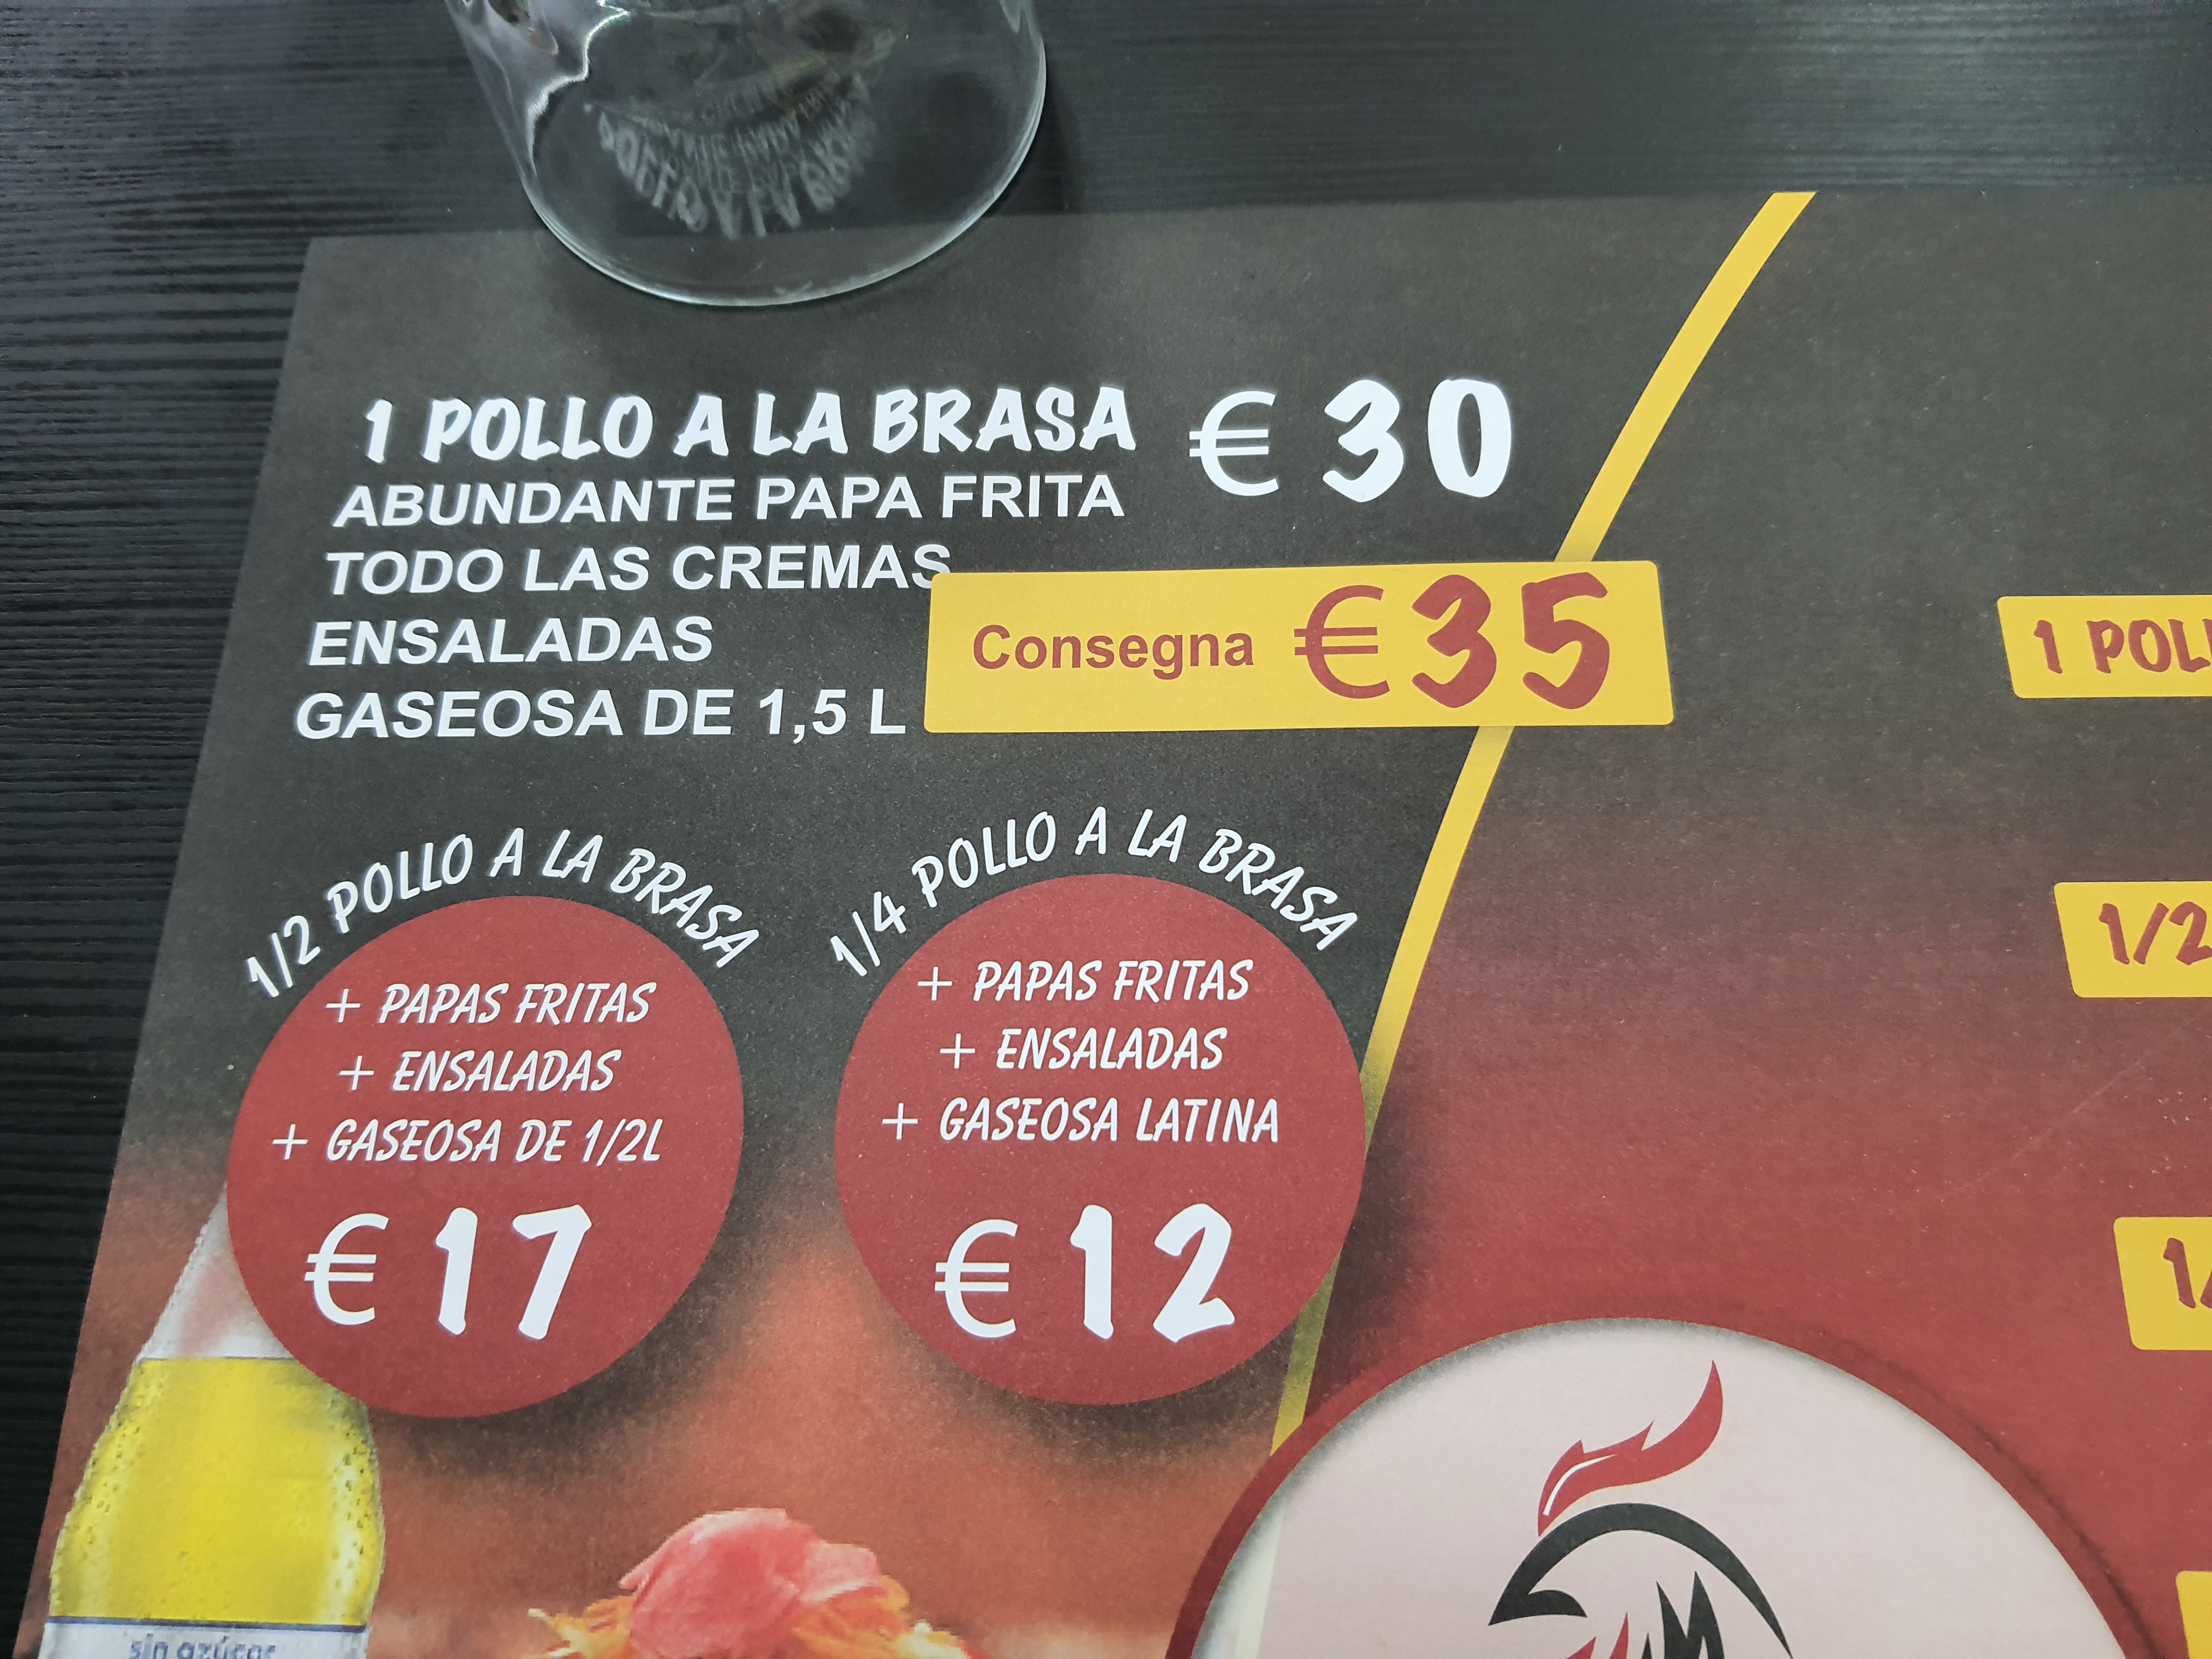 1 POLLO A LA BRASA € 30
ABUNDANTE PAPA FRITA
TODO LAS CREMAS
ENSALADAS
GASEOSA DE 1,5 L
Consegna €35
1/2 POLLO A LA BRASA
+ PAPAS FRITAS
+ ENSALADAS
+ GASEOSA DE 1/2L
€ 17
1/4 POLLO A LA BRASA
+ PAPAS FRITAS
+ ENSALADAS
+ GASEOSA LATINA
€ 12
1
1/2
sin azúcar